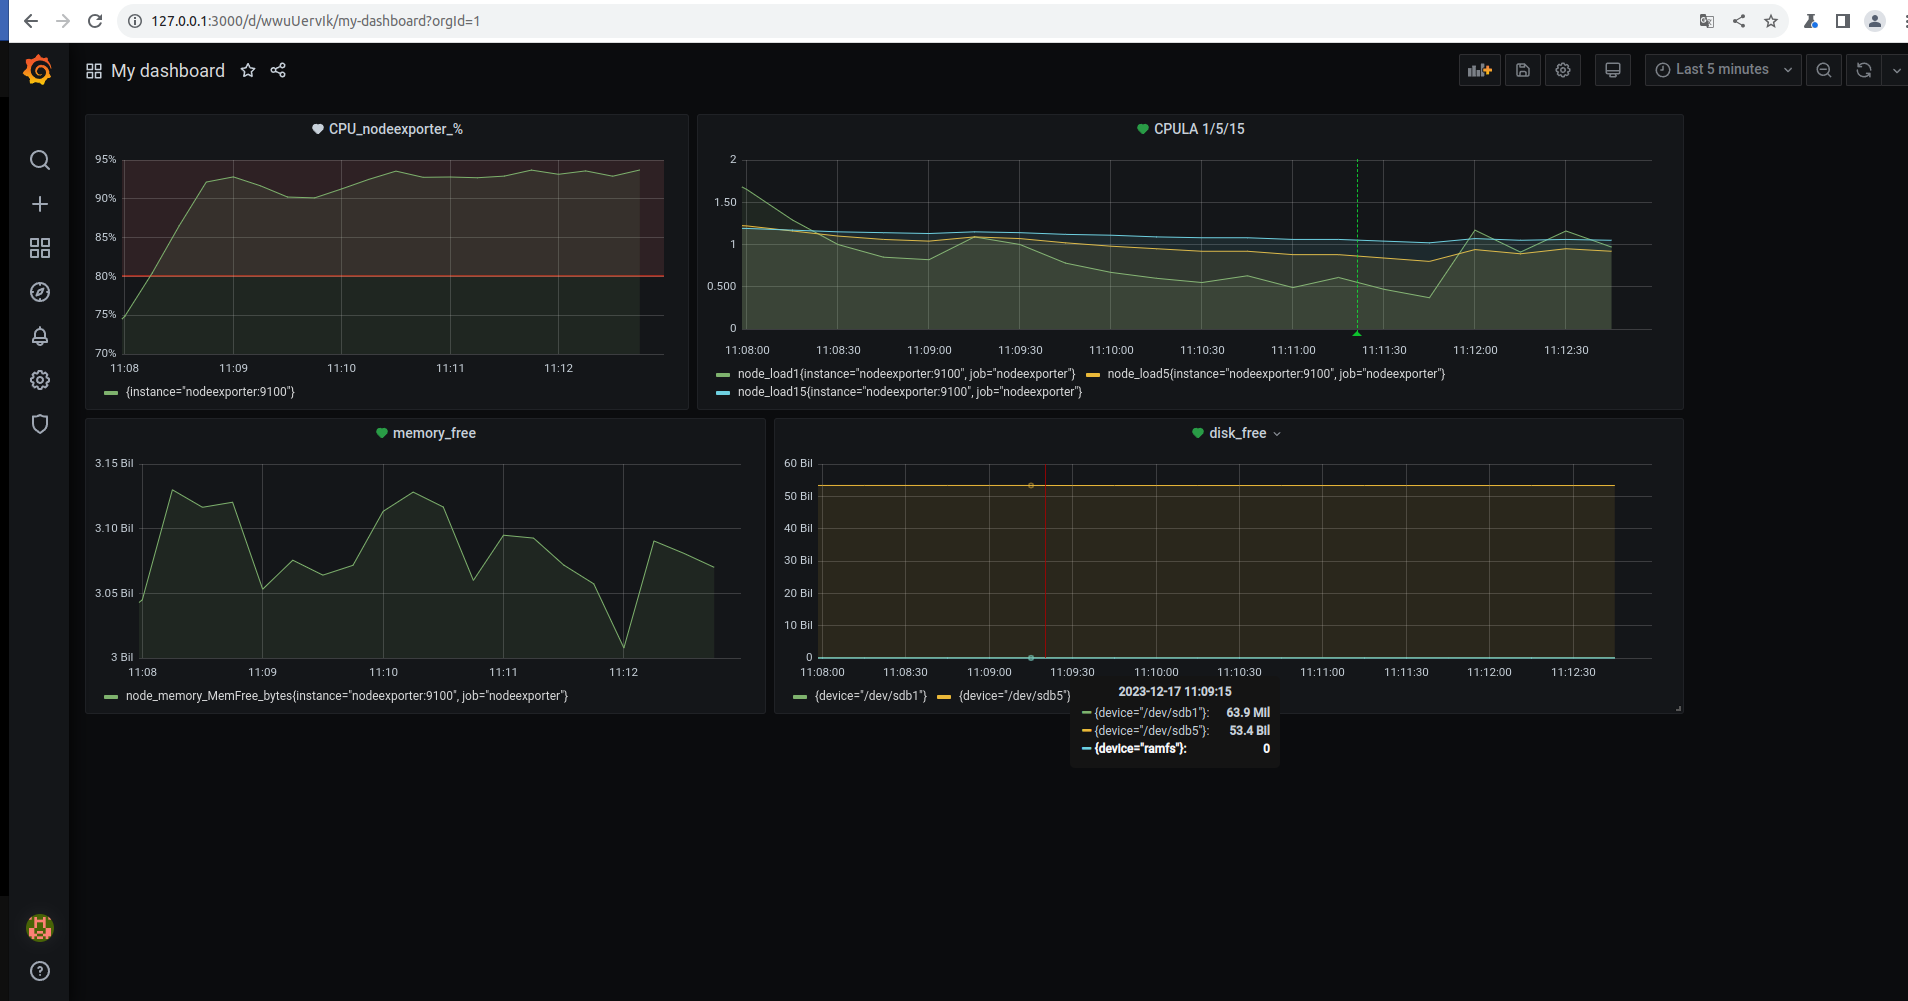 127.0.0.1:3000/d/wwuUervIk/my-dashboard?orgId=1
My dashboard
Last 5 minutes
CPU_nodeexporter_%
95%
90%
85%
80%
75%
70%
11:08 11:09 11:10 11:11 11:12
{instance="nodeexporter:9100"}
CPULA 1/5/15
2
1.50
1
0.500
0
11:08:00 11:08:30 11:09:00 11:09:30 11:10:00 11:10:30 11:11:00 11:11:30 11:12:00 11:12:30
node_load1{instance="nodeexporter:9100", job="nodeexporter"} node_load5{instance="nodeexporter:9100", job="nodeexporter"}
node_load15{instance="nodeexporter:9100", job="nodeexporter"}
memory_free
3.15 Bil
3.10 Bil
3.05 Bil
3 Bil
11:08 11:09 11:10 11:11 11:12
node_memory_MemFree_bytes{instance="nodeexporter:9100", job="nodeexporter"}
disk_free
60 Bil
50 Bil
40 Bil
30 Bil
20 Bil
10 Bil
0
11:08:00 11:08:30 11:09:00 11:09:30 11:10:00 11:10:30 11:11:00 11:11:30 11:12:00 11:12:30
{device="/dev/sdb1"} {device="/dev/sdb5"}
2023-12-17 11:09:15
{device="/dev/sdb1"}: 63.9 Mil
{device="/dev/sdb5"}: 53.4 Bil
{device="ramfs"}: 0